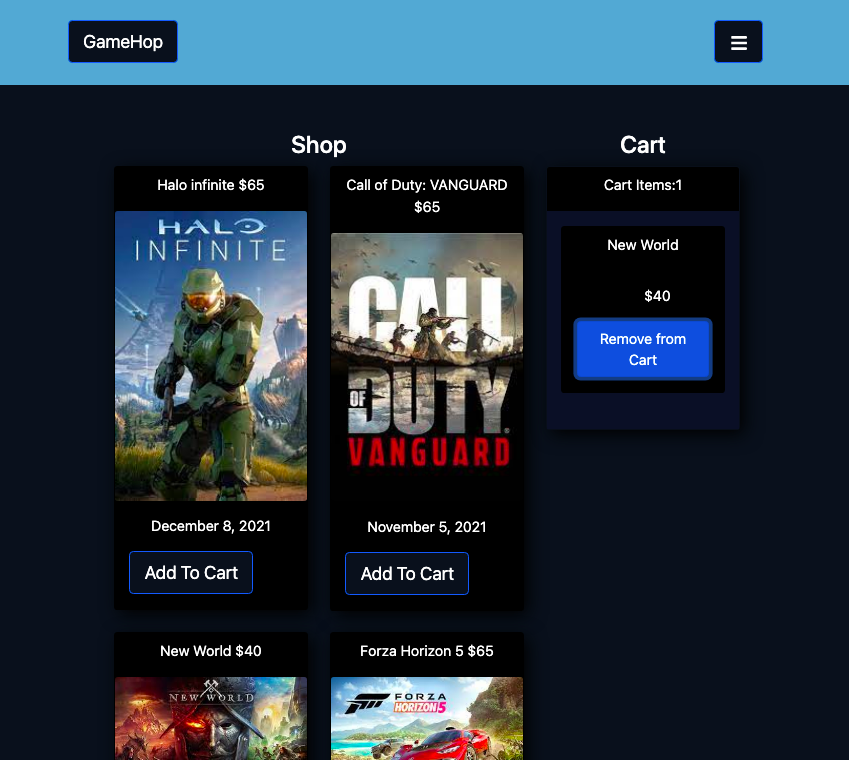 GameHop
Shop
Cart
Halo infinite $65
HALO
INFINITE
December 8, 2021
Add To Cart
Call of Duty: VANGUARD
$65
CALL
OF DUTY
VANGUARD
November 5, 2021
Add To Cart
Cart Items:1
New World
$40
Remove from
Cart
New World $40
NEW WORLD
Forza Horizon 5 $65
FORZA
HORIZON 5